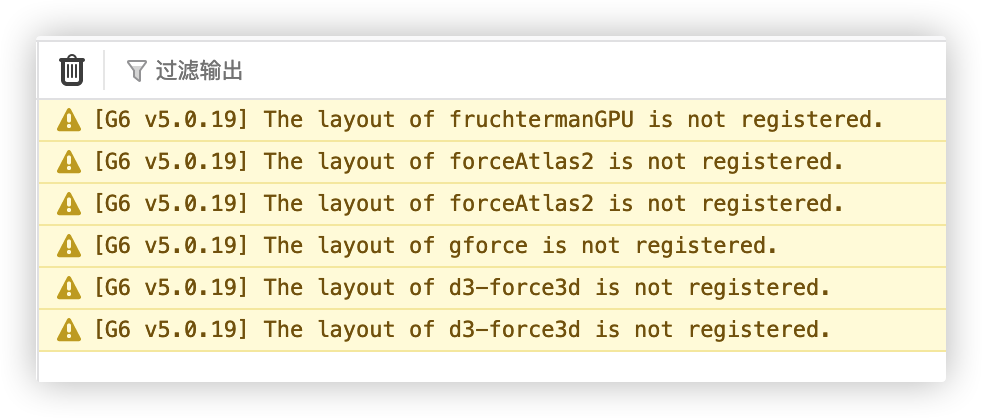 过滤输出
[G6 v5.0.19] The layout of fruchtermanGPU is not registered.
[G6 v5.0.19] The layout of forceAtlas2 is not registered.
[G6 v5.0.19] The layout of forceAtlas2 is not registered.
[G6 v5.0.19] The layout of gforce is not registered.
[G6 v5.0.19] The layout of d3-force3d is not registered.
[G6 v5.0.19] The layout of d3-force3d is not registered.